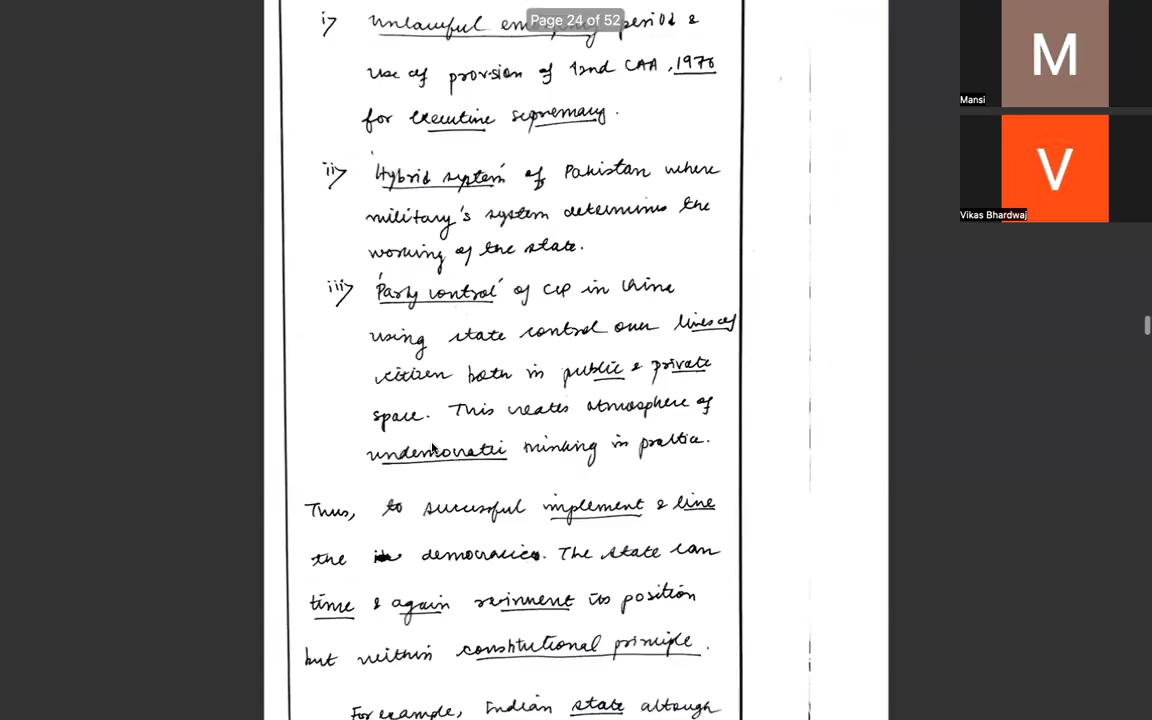 i) Unlawful emergency period &
Page 24 of 52
use of provision of 42nd CAA, 1976
for executive supremacy.
ii) 'Hybrid system' of Pakistan where
military's system determines the
working of the state.
iii) 'Party control' of CCP in China
using state control over lives of
citizen both in public & private
space. This creates atmosphere of
undemocratic thinking in practice.
Thus, to successful implement & live
the democracies. The state can
time & again reinvent its position
but within constitutional principle.
For example, Indian state although
M
Mansi
V
Vikas Bhardwaj